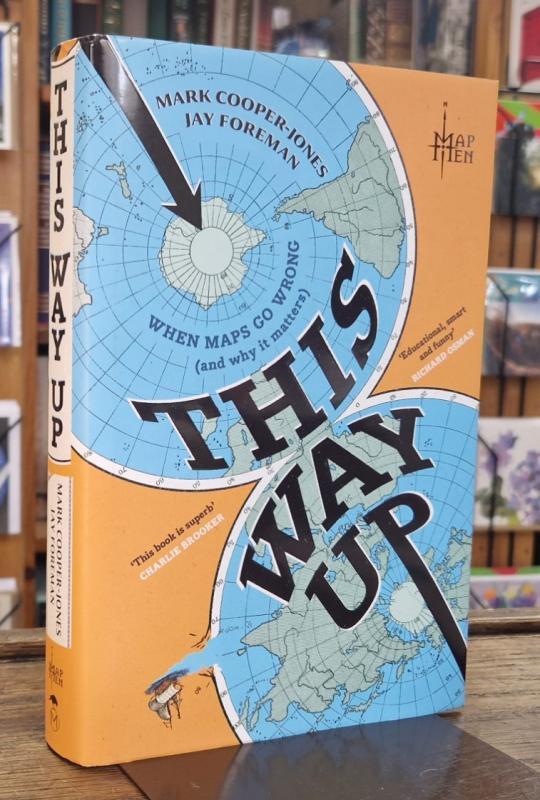 THIS WAY UP
MARK COOPER-JONES
JAY FOREMAN
MAP
MEN
MARK COOPER-JONES
JAY FOREMAN
MAP
MEN
WHEN MAPS GO WRONG
(and why it matters)
THIS
WAY
UP
'Educational, smart
and funny'
RICHARD OSMAN
'This book is superb'
CHARLIE BROOKER